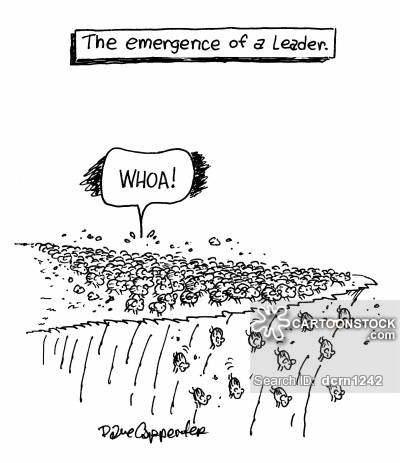 The emergence of a Leader.
WHOA!
CARTOONSTOCK
.com
Search ID: dcrn1242
Dave Carpenter